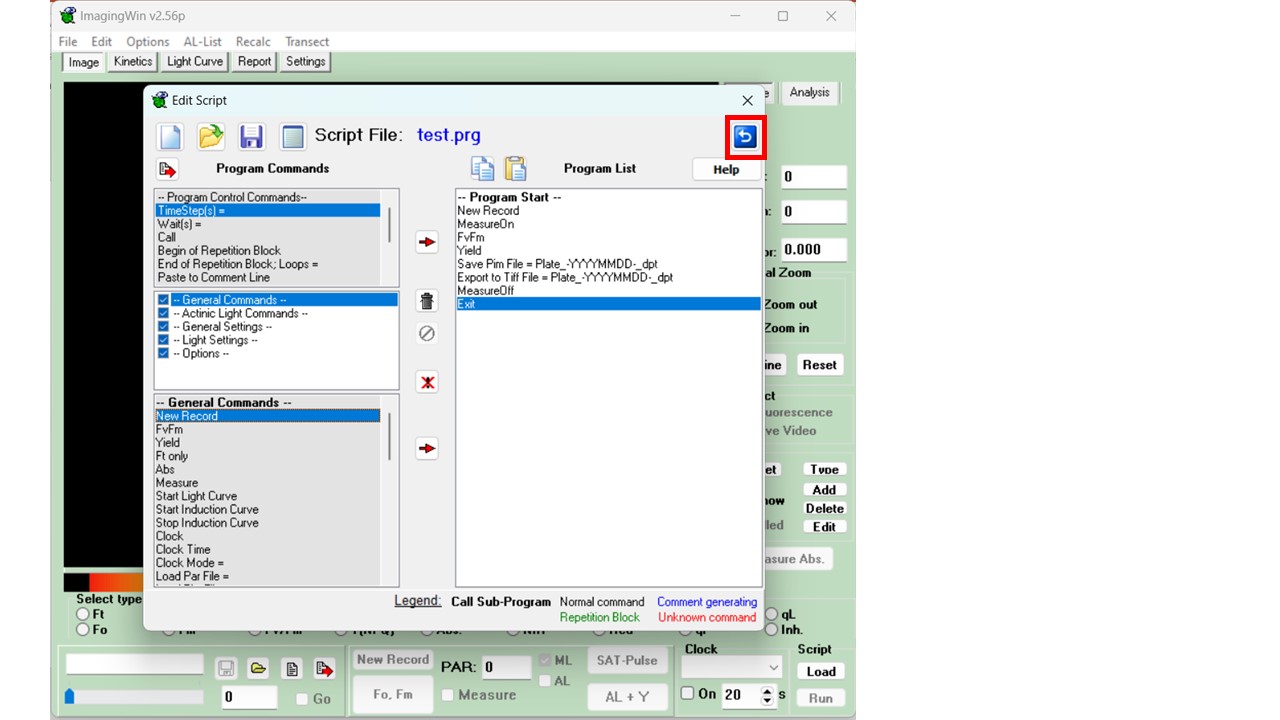 ImagingWin v2.56p
File Edit Options AL-List Recalc Transect
Image Kinetics Light Curve Report Settings
Analysis
Edit Script
Script File: test.prg
Program Commands
Program List
Help
-- Program Control Commands--
TimeStep(s) =
Wait(s) =
Call
Begin of Repetition Block
End of Repetition Block; Loops =
Paste to Comment Line
-- General Commands --
-- Actinic Light Commands --
-- General Settings --
-- Light Settings --
-- Options --
-- General Commands --
New Record
FvFm
Yield
Ft only
Abs
Measure
Start Light Curve
Start Induction Curve
Stop Induction Curve
Clock
Clock Time
Clock Mode =
Load Par File =
-- Program Start --
New Record
MeasureOn
FvFm
Yield
Save Pim File = Plate_-YYYYMMDD-_dpt
Export to Tiff File = Plate_-YYYYMMDD-_dpt
MeasureOff
Exit
Legend: Call Sub-Program Normal command Comment generating
Repetition Block Unknown command
0
0
0.000
al Zoom
Zoom out
Zoom in
ine Reset
ct
uorescence
ve Video
et Type
Add
now Delete
led Edit
asure Abs.
Select type
Ft qL
Fo Inh.
0 Go
New Record PAR: 0 ML SAT-Pulse
Fo, Fm Measure AL AL + Y
Clock
On 20 s
Script
Load
Run